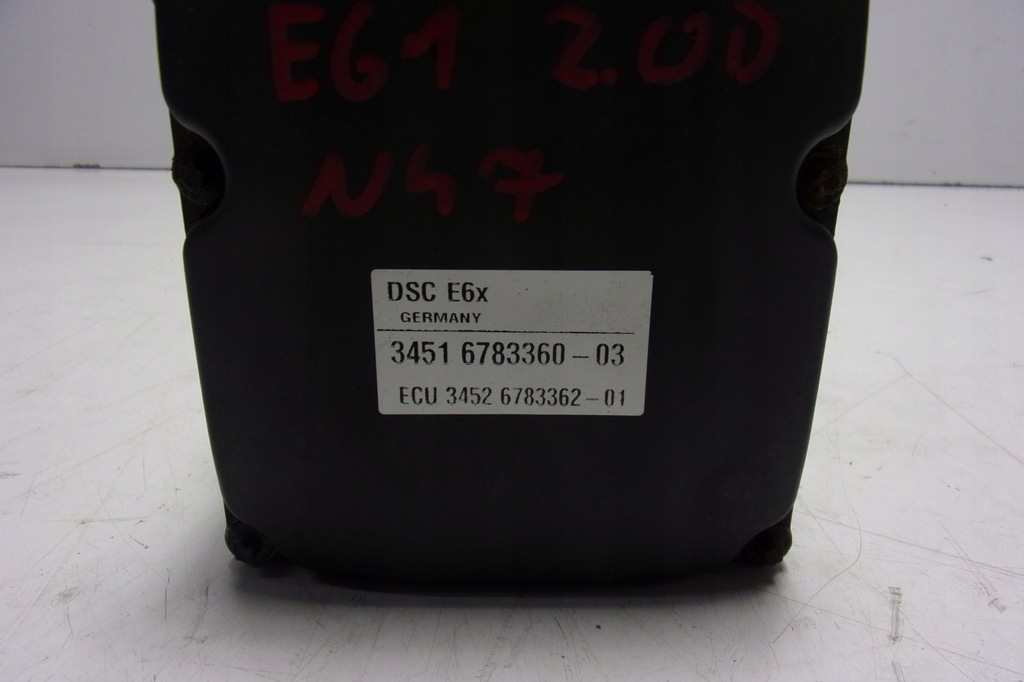 E61 2.0D
N47
DSC E6x
GERMANY
3451 6783360-03
ECU 3452 6783362-01